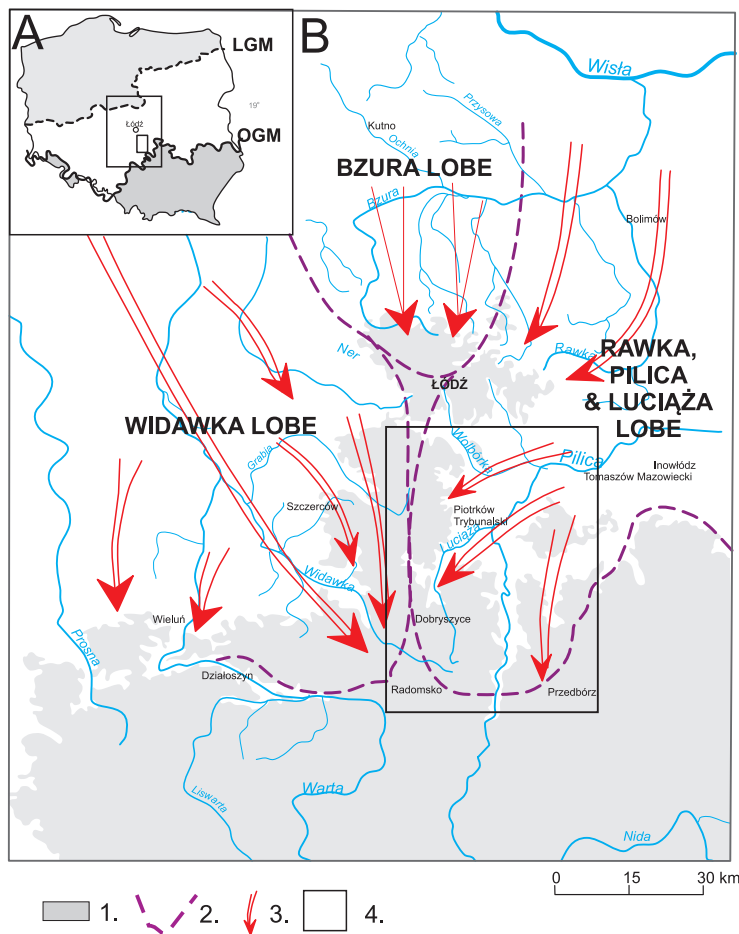 A
B
LGM
Wisła
19°
Łódź
OGM
Przysowa
Kutno
Ochnia
BZURA LOBE
Bzura
Bolimów
Ner
Rawka
RAWKA,
PILICA
& LUCIĄŻA
LOBE
ŁÓDŹ
WIDAWKA LOBE
Grabia
Wolbórka
Pilica
Inowłódz
Tomaszów Mazowiecki
Szczerców
Piotrków
Trybunalski
Luciąża
Widawka
Wieluń
Dobryszyce
Prosna
Działoszyn
Radomsko
Przedbórz
Liswarta
Warta
Nida
0 15 30 km
1. 2. 3. 4.